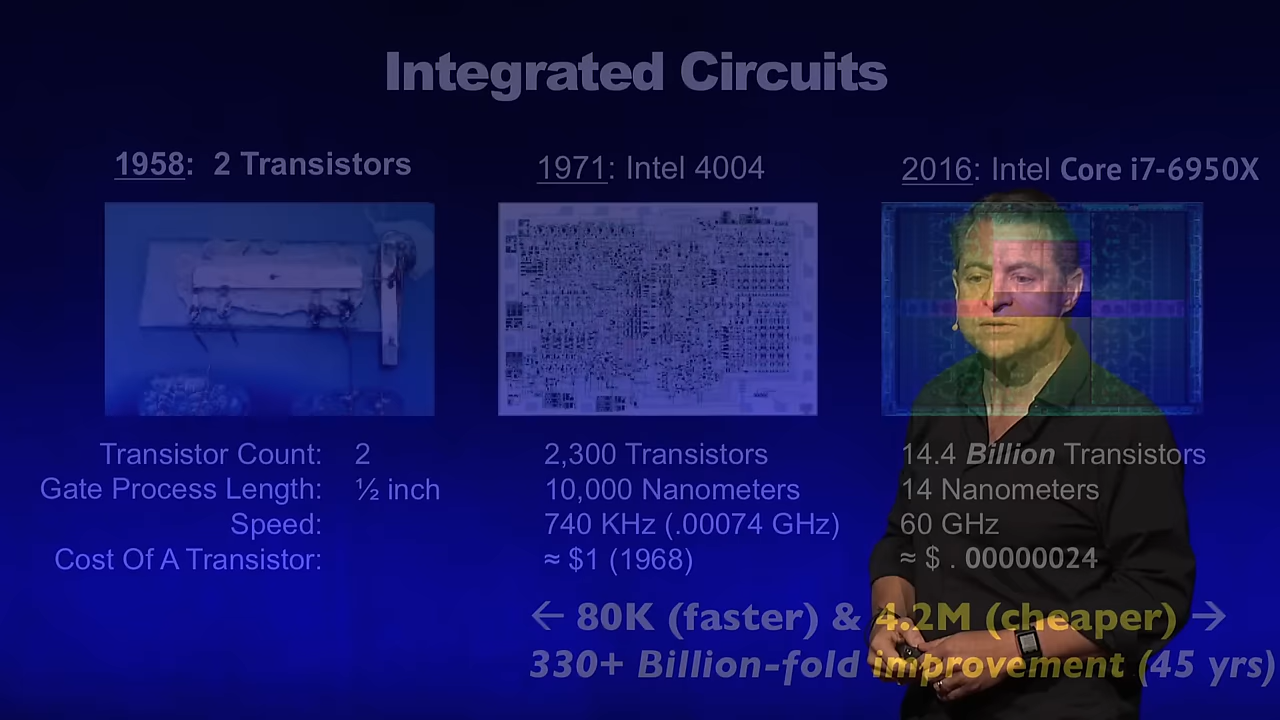 Integrated Circuits
1958: 2 Transistors
1971: Intel 4004
2016: Intel Core i7-6950X
Transistor Count: 2 2,300 Transistors 14.4 Billion Transistors
Gate Process Length: ½ inch 10,000 Nanometers 14 Nanometers
Speed: 740 KHz (.00074 GHz) 60 GHz
Cost Of A Transistor: ≈ $1 (1968) ≈ $ . 00000024
← 80K (faster) & 4.2M (cheaper) →
330+ Billion-fold improvement (45 yrs)